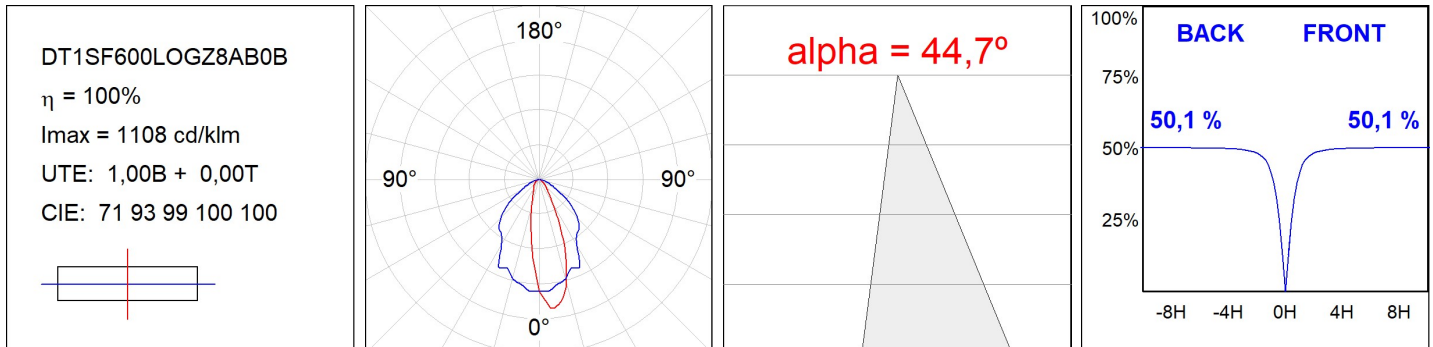 DT1SF600LOGZ8AB0B
η = 100%
Imax = 1108 cd/klm
UTE: 1,00B + 0,00T
CIE: 71 93 99 100 100
180°
90° 90°
0°
alpha = 44,7º
100%
BACK FRONT
75%
50,1 % 50,1 %
50%
25%
-8H -4H 0H 4H 8H